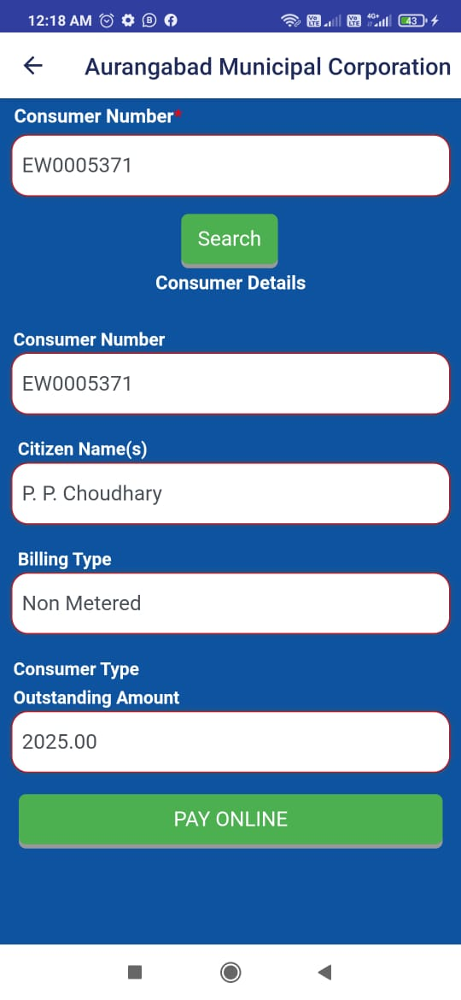 12:18 AM
4G+
43
Aurangabad Municipal Corporation
Consumer Number*
EW0005371
Search
Consumer Details
Consumer Number
EW0005371
Citizen Name(s)
P. P. Choudhary
Billing Type
Non Metered
Consumer Type
Outstanding Amount
2025.00
PAY ONLINE